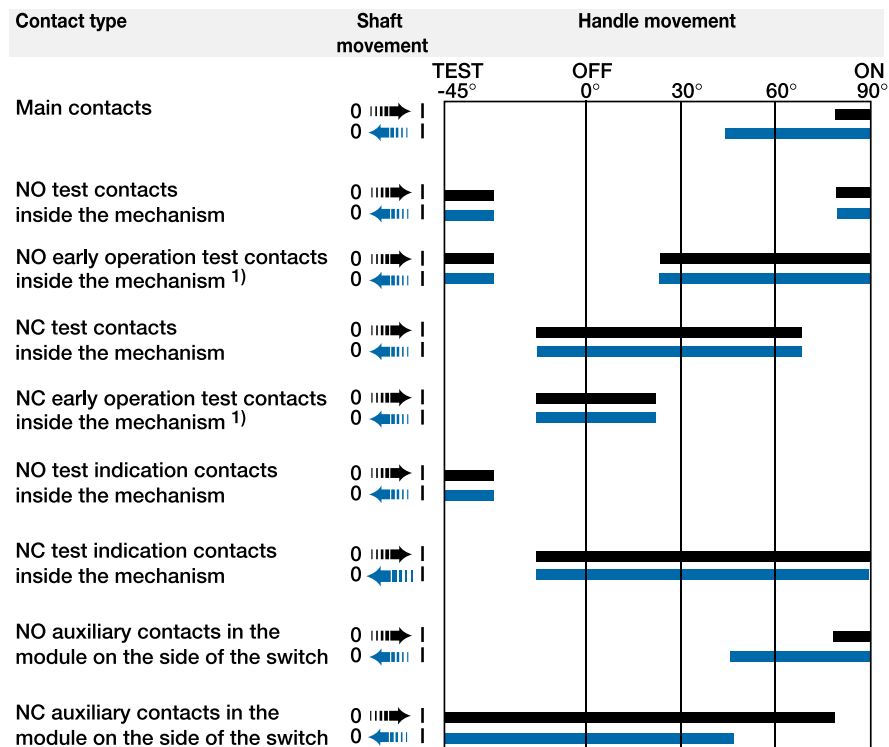 Contact type Shaft movement Handle movement
TEST OFF ON
-45° 0° 30° 60° 90°
Main contacts
0 I
0 I
NO test contacts
inside the mechanism
0 I
0 I
NO early operation test contacts
inside the mechanism 1)
0 I
0 I
NC test contacts
inside the mechanism
0 I
0 I
NC early operation test contacts
inside the mechanism 1)
0 I
0 I
NO test indication contacts
inside the mechanism
0 I
0 I
NC test indication contacts
inside the mechanism
0 I
0 I
NO auxiliary contacts in the
module on the side of the switch
0 I
0 I
NC auxiliary contacts in the
module on the side of the switch
0 I
0 I